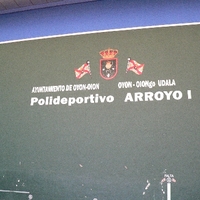 AYUNTAMIENTO DE OYON-OION OYON-OIONgo UDALA
Polideportivo ARROYO I